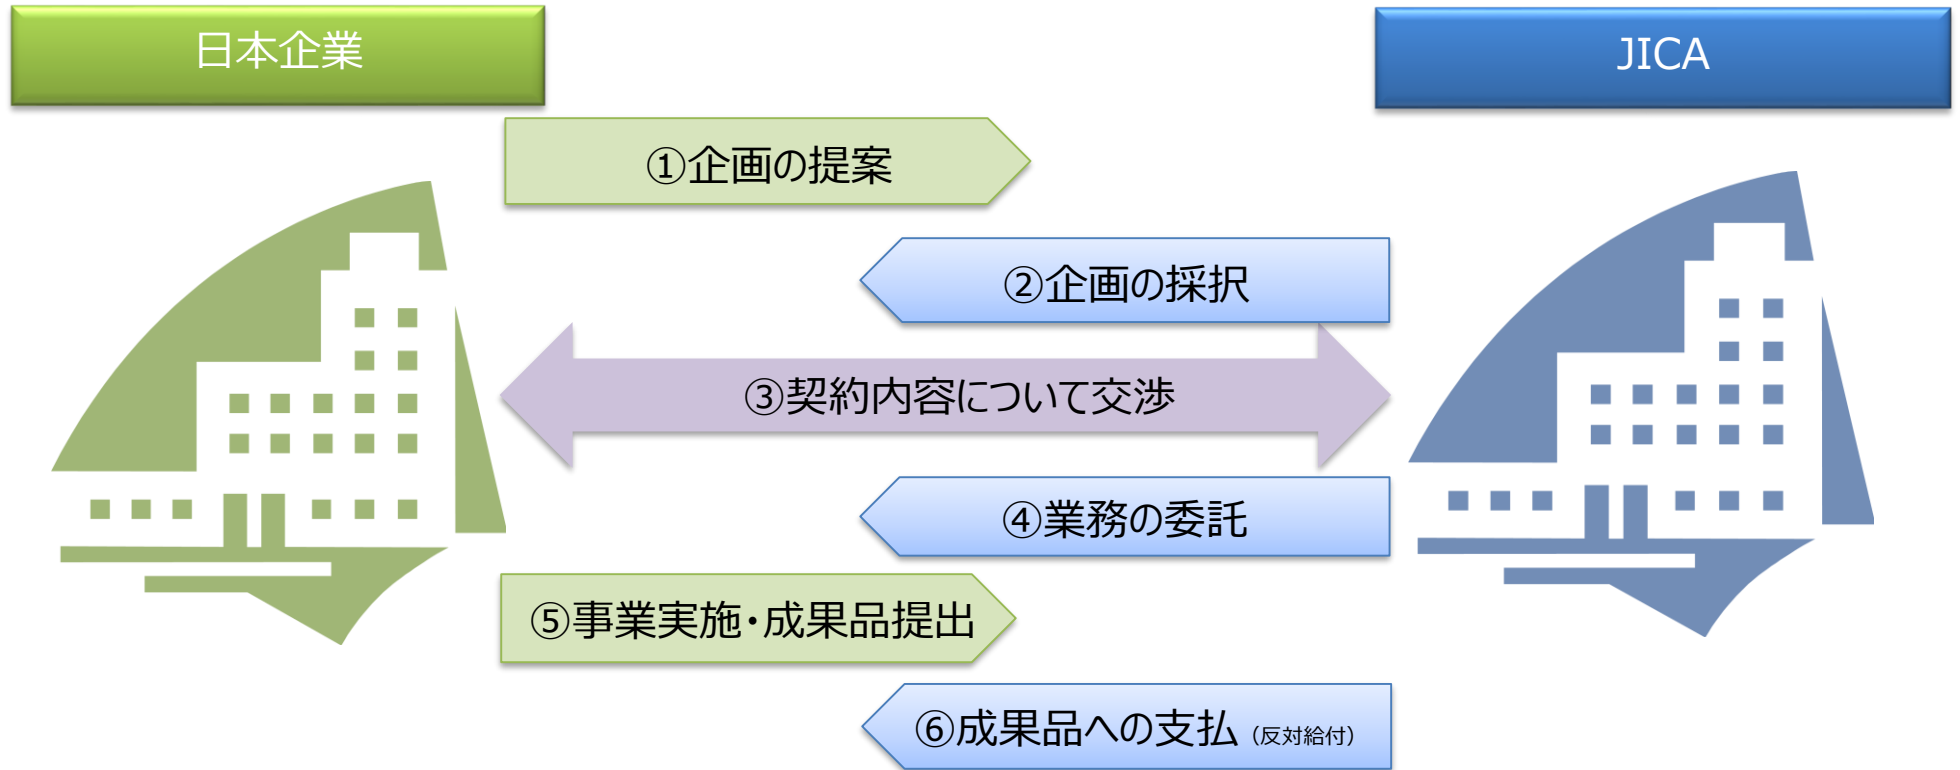 日本企業
JICA
①企画の提案
②企画の採択
③契約内容について交渉
④業務の委託
⑤事業実施・成果品提出
⑥成果品への支払（反対給付）